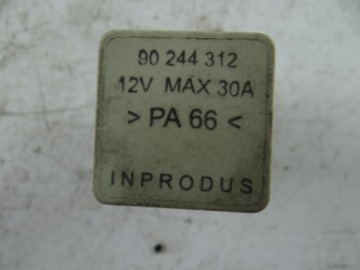 90 244 312
12V MAX 30A
> PA 66 <
INPRODUS